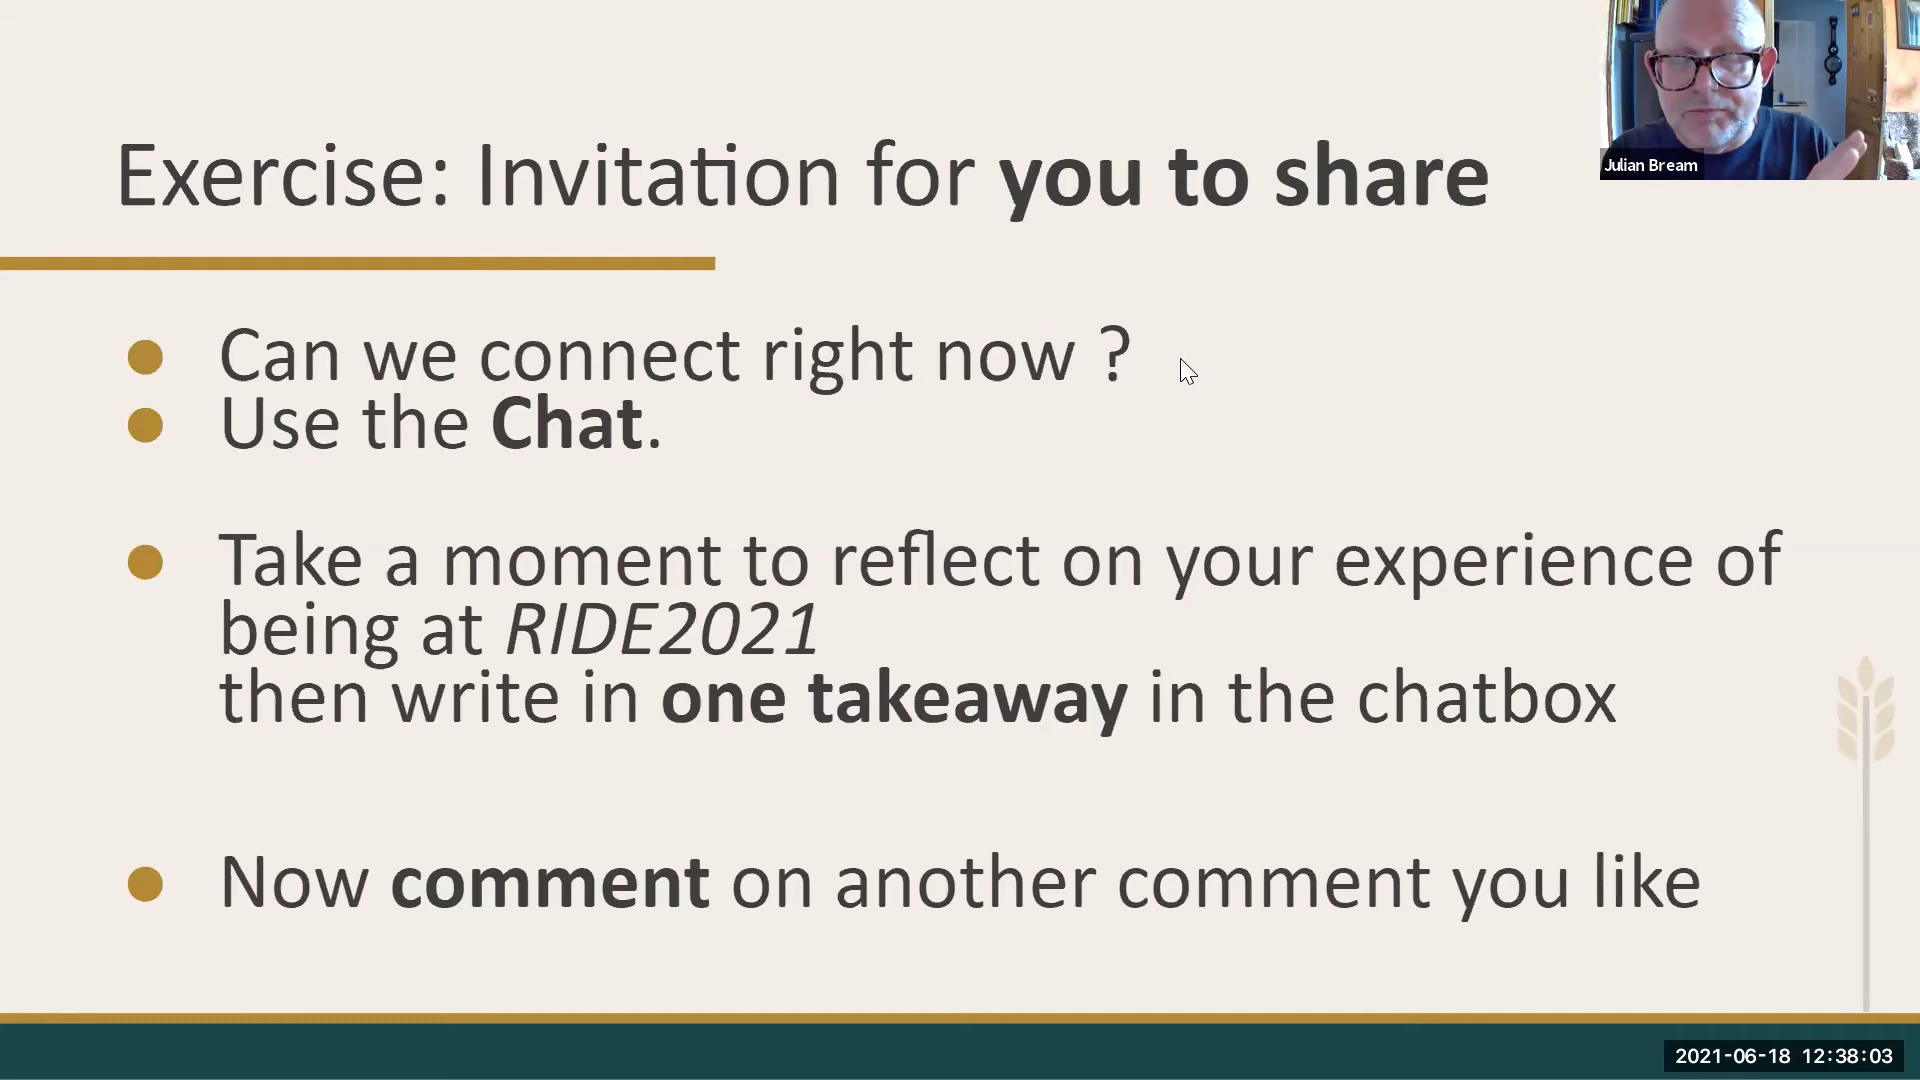 Julian Bream
Exercise: Invitation for you to share
Can we connect right now ?
Use the Chat.
Take a moment to reflect on your experience of
being at RIDE2021
then write in one takeaway in the chatbox
Now comment on another comment you like
2021-06-18 12:38:03